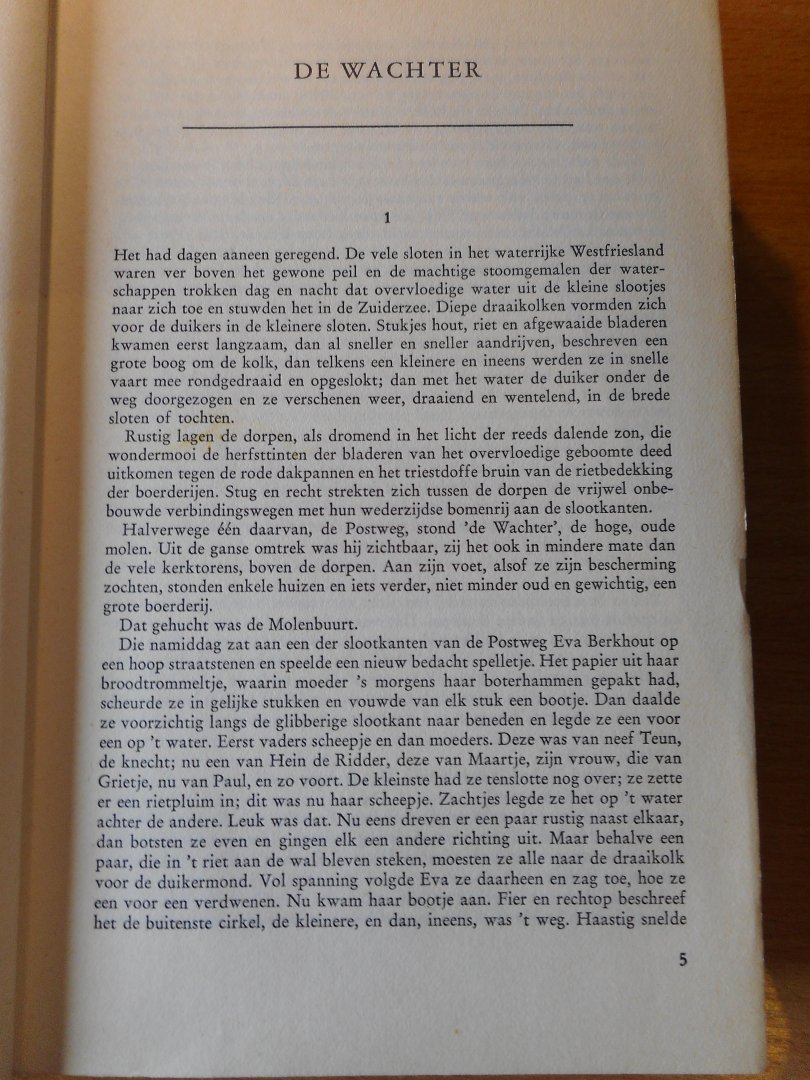 DE WACHTER
1
Het had dagen aaneen geregend. De vele sloten in het waterrijke Westfriesland
waren ver boven het gewone peil en de machtige stoomgemalen der water-
schappen trokken dag en nacht dat overvloedige water uit de kleine slootjes
naar zich toe en stuwden het in de Zuiderzee. Diepe draaikolken vormden zich
voor de duikers in de kleinere sloten. Stukjes hout, riet en afgewaaide bladeren
kwamen eerst langzaam, dan al sneller en sneller aandrijven, beschreven een
grote boog om de kolk, dan telkens een kleinere en ineens werden ze in snelle
vaart mee rondgedraaid en opgeslokt; dan met het water de duiker onder de
weg doorgezogen en ze verschenen weer, draaiend en wentelend, in de brede
sloten of tochten.
Rustig lagen de dorpen, als dromend in het licht der reeds dalende zon, die
wondermooi de herfsttinten der bladeren van het overvloedige geboomte deed
uitkomen tegen de rode dakpannen en het triestdoffe bruin van de rietbedekking
der boerderijen. Stug en recht strekten zich tussen de dorpen de vrijwel onbe-
bouwde verbindingswegen met hun wederzijdse bomenrij aan de slootkanten.
Halverwege één daarvan, de Postweg, stond 'de Wachter', de hoge, oude
molen. Uit de ganse omtrek was hij zichtbaar, zij het ook in mindere mate dan
de vele kerktorens, boven de dorpen. Aan zijn voet, alsof ze zijn bescherming
zochten, stonden enkele huizen en iets verder, niet minder oud en gewichtig, een
grote boerderij.
Dat gehucht was de Molenbuurt.
Die namiddag zat aan een der slootkanten van de Postweg Eva Berkhout op
een hoop straatstenen en speelde een nieuw bedacht spelletje. Het papier uit haar
broodtrommeltje, waarin moeder 's morgens haar boterhammen gepakt had,
scheurde ze in gelijke stukken en vouwde van elk stuk een bootje. Dan daalde
ze voorzichtig langs de glibberige slootkant naar beneden en legde ze een voor
een op 't water. Eerst vaders scheepje en dan moeders. Deze was van neef Teun,
de knecht; nu een van Hein de Ridder, deze van Maartje, zijn vrouw, die van
Grietje, nu van Paul, en zo voort. De kleinste had ze tenslotte nog over; ze zette
er een rietpluim in; dit was nu haar scheepje. Zachtjes legde ze het op 't water
achter de andere. Leuk was dat. Nu eens dreven er een paar rustig naast elkaar,
dan botsten ze even en gingen elk een andere richting uit. Maar behalve een
paar, die in 't riet aan de wal bleven steken, moesten ze alle naar de draaikolk
voor de duikermond. Vol spanning volgde Eva ze daarheen en zag toe, hoe ze
een voor een verdwenen. Nu kwam haar bootje aan. Fier en rechtop beschreef
het de buitenste cirkel, de kleinere, en dan, ineens, was 't weg. Haastig snelde
5